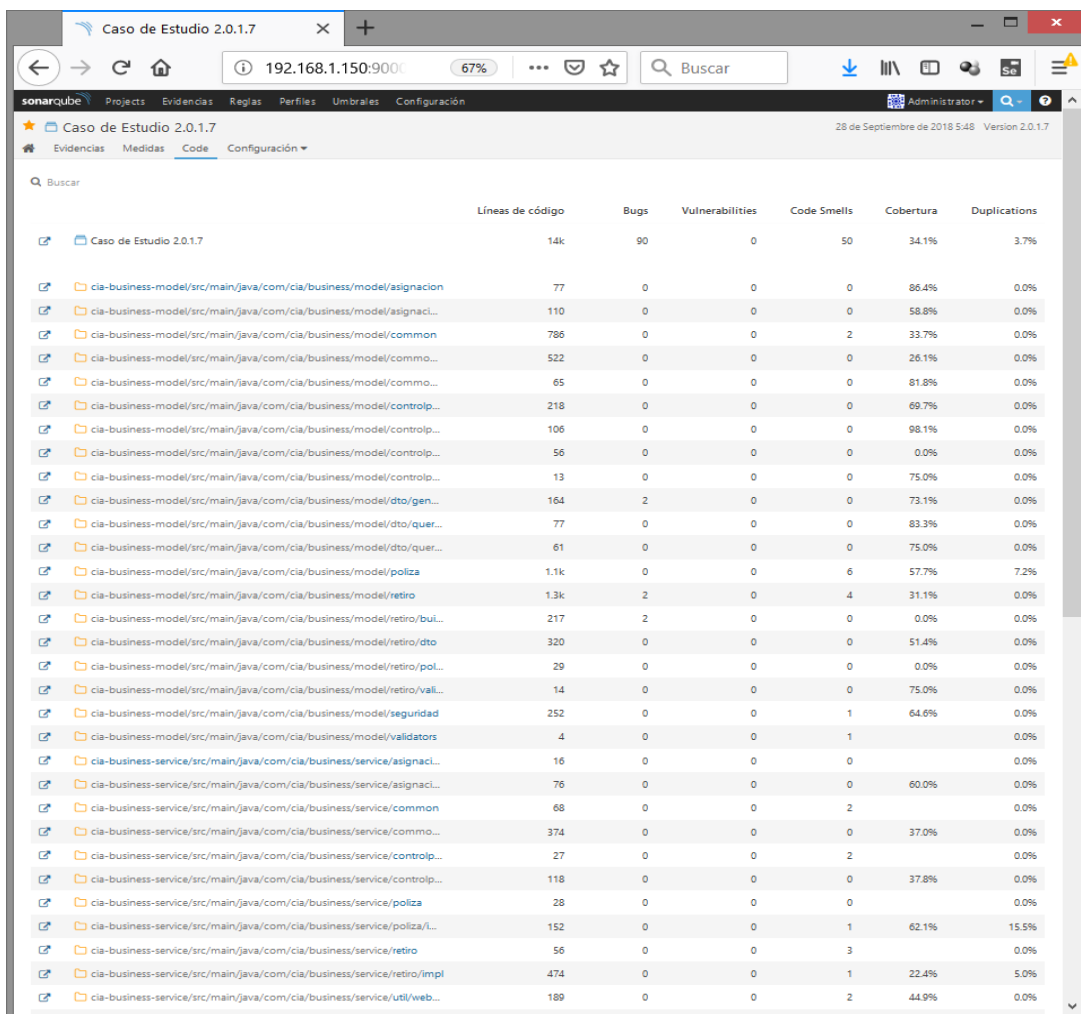 Caso de Estudio 2.0.1.7
192.168.1.150:900 67% Buscar
sonarqube Projects Evidencias Reglas Perfiles Umbrales Configuración Administrator
Caso de Estudio 2.0.1.7 28 de Septiembre de 2018 5:48 Version 2.0.1.7
Evidencias Medidas Code Configuración
Buscar
Líneas de código Bugs Vulnerabilities Code Smells Cobertura Duplications
Caso de Estudio 2.0.1.7 14k 90 0 50 34.1% 3.7%
cia-business-model/src/main/java/com/cia/business/model/asignacion 77 0 0 0 86.4% 0.0%
cia-business-model/src/main/java/com/cia/business/model/asignaci... 110 0 0 0 58.8% 0.0%
cia-business-model/src/main/java/com/cia/business/model/common 786 0 0 2 33.7% 0.0%
cia-business-model/src/main/java/com/cia/business/model/commo... 522 0 0 0 26.1% 0.0%
cia-business-model/src/main/java/com/cia/business/model/commo... 65 0 0 0 81.8% 0.0%
cia-business-model/src/main/java/com/cia/business/model/controlp... 218 0 0 0 69.7% 0.0%
cia-business-model/src/main/java/com/cia/business/model/controlp... 106 0 0 0 98.1% 0.0%
cia-business-model/src/main/java/com/cia/business/model/controlp... 56 0 0 0 0.0% 0.0%
cia-business-model/src/main/java/com/cia/business/model/controlp... 13 0 0 0 75.0% 0.0%
cia-business-model/src/main/java/com/cia/business/model/dto/gen... 164 2 0 0 73.1% 0.0%
cia-business-model/src/main/java/com/cia/business/model/dto/quer... 77 0 0 0 83.3% 0.0%
cia-business-model/src/main/java/com/cia/business/model/dto/quer... 61 0 0 0 75.0% 0.0%
cia-business-model/src/main/java/com/cia/business/model/poliza 1.1k 0 0 6 57.7% 7.2%
cia-business-model/src/main/java/com/cia/business/model/retiro 1.3k 2 0 4 31.1% 0.0%
cia-business-model/src/main/java/com/cia/business/model/retiro/bui... 217 2 0 0 0.0% 0.0%
cia-business-model/src/main/java/com/cia/business/model/retiro/dto 320 0 0 0 51.4% 0.0%
cia-business-model/src/main/java/com/cia/business/model/retiro/pol... 29 0 0 0 0.0% 0.0%
cia-business-model/src/main/java/com/cia/business/model/retiro/vali... 14 0 0 0 75.0% 0.0%
cia-business-model/src/main/java/com/cia/business/model/seguridad 252 0 0 1 64.6% 0.0%
cia-business-model/src/main/java/com/cia/business/model/validators 4 0 0 1 0.0%
cia-business-service/src/main/java/com/cia/business/service/asignaci... 16 0 0 0 0.0%
cia-business-service/src/main/java/com/cia/business/service/asignaci... 76 0 0 0 60.0% 0.0%
cia-business-service/src/main/java/com/cia/business/service/common 68 0 0 2 0.0%
cia-business-service/src/main/java/com/cia/business/service/commo... 374 0 0 0 37.0% 0.0%
cia-business-service/src/main/java/com/cia/business/service/controlp... 27 0 0 2 0.0%
cia-business-service/src/main/java/com/cia/business/service/controlp... 118 0 0 0 37.8% 0.0%
cia-business-service/src/main/java/com/cia/business/service/poliza 28 0 0 0 0.0%
cia-business-service/src/main/java/com/cia/business/service/poliza/i... 152 0 0 1 62.1% 15.5%
cia-business-service/src/main/java/com/cia/business/service/retiro 56 0 0 3 0.0%
cia-business-service/src/main/java/com/cia/business/service/retiro/impl 474 0 0 1 22.4% 5.0%
cia-business-service/src/main/java/com/cia/business/service/util/web... 189 0 0 2 44.9% 0.0%